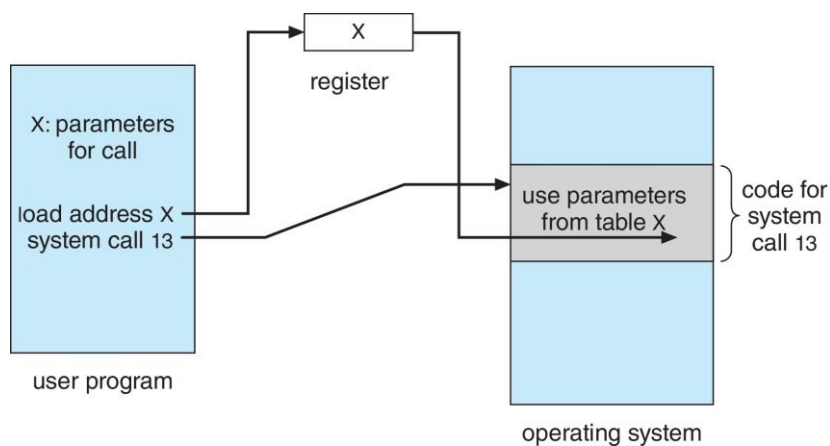 X
register
X: parameters
for call
load address X
system call 13
user program
use parameters
from table X
code for
system
call 13
operating system